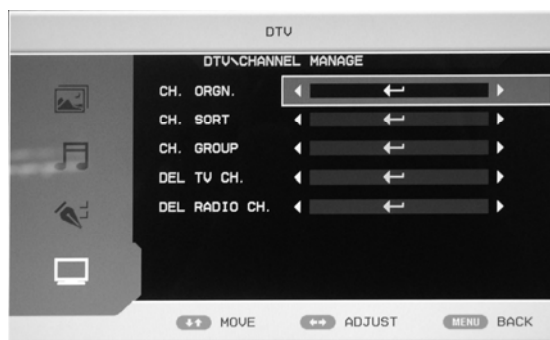 DTV
DTV\CHANNEL MANAGE
CH. ORGN.
CH. SORT
CH. GROUP
DEL TV CH.
DEL RADIO CH.
MOVE ADJUST MENU BACK